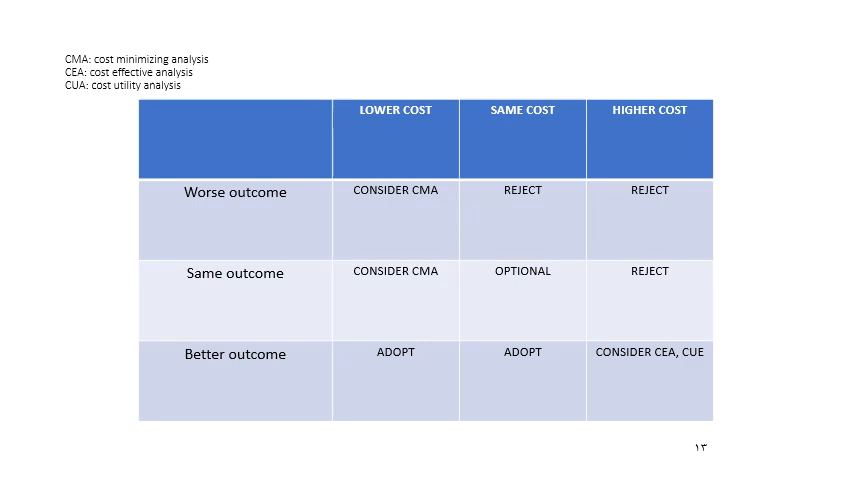 CMA: cost minimizing analysis
CEA: cost effective analysis
CUA: cost utility analysis
LOWER COST SAME COST HIGHER COST
Worse outcome CONSIDER CMA REJECT REJECT
Same outcome CONSIDER CMA OPTIONAL REJECT
Better outcome ADOPT ADOPT CONSIDER CEA, CUE
١٣